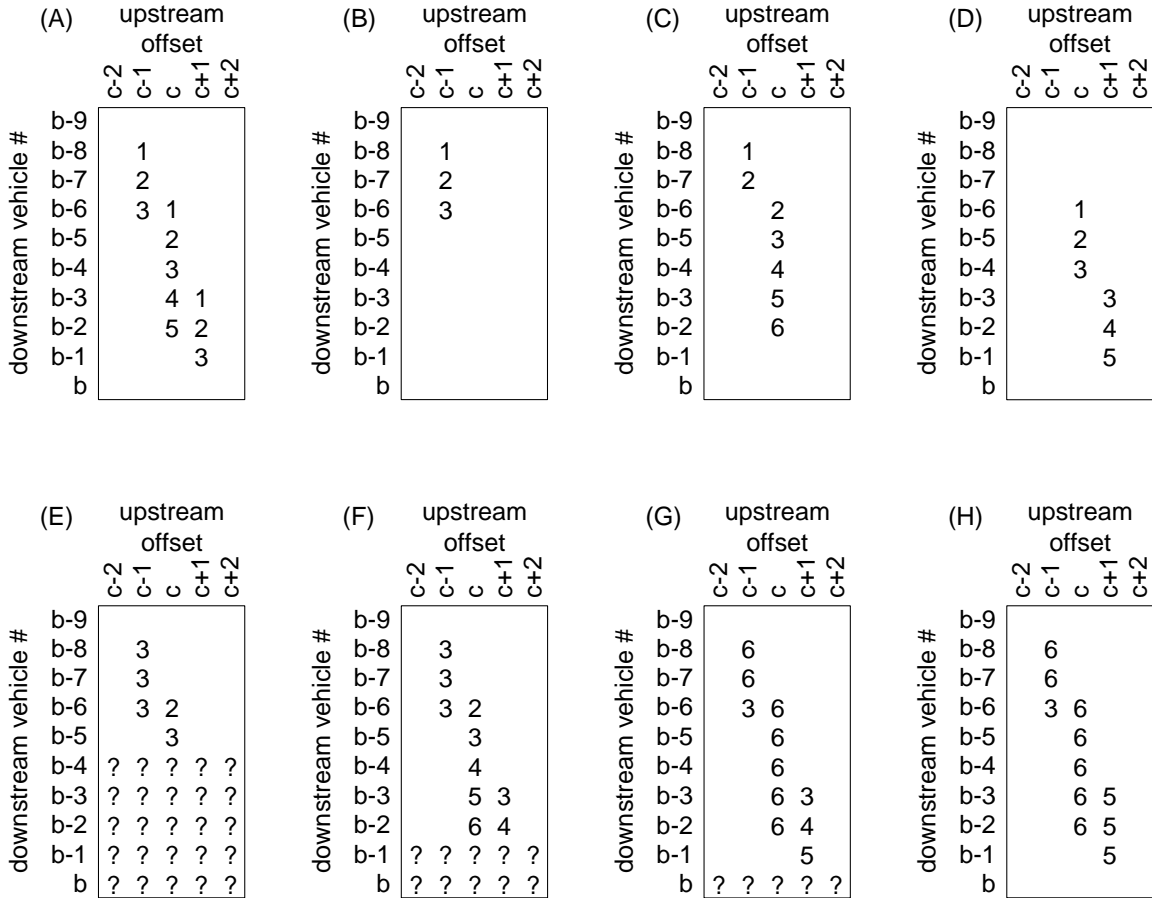 (A) upstream offset
c-2 c-1 c c+1 c+2
downstream vehicle #
b-9
b-8 1
b-7 2
b-6 3 1
b-5 2
b-4 3
b-3 4 1
b-2 5 2
b-1 3
b
(B) upstream offset
c-2 c-1 c c+1 c+2
downstream vehicle #
b-9
b-8 1
b-7 2
b-6 3
b-5
b-4
b-3
b-2
b-1
b
(C) upstream offset
c-2 c-1 c c+1 c+2
downstream vehicle #
b-9
b-8 1
b-7 2
b-6 2
b-5 3
b-4 4
b-3 5
b-2 6
b-1
b
(D) upstream offset
c-2 c-1 c c+1 c+2
downstream vehicle #
b-9
b-8
b-7
b-6 1
b-5 2
b-4 3
b-3 3
b-2 4
b-1 5
b
(E) upstream offset
c-2 c-1 c c+1 c+2
downstream vehicle #
b-9
b-8 3
b-7 3
b-6 3 2
b-5 3
b-4 ? ? ? ? ?
b-3 ? ? ? ? ?
b-2 ? ? ? ? ?
b-1 ? ? ? ? ?
b ? ? ? ? ?
(F) upstream offset
c-2 c-1 c c+1 c+2
downstream vehicle #
b-9
b-8 3
b-7 3
b-6 3 2
b-5 3
b-4 4
b-3 5 3
b-2 6 4
b-1 ? ? ? ? ?
b ? ? ? ? ?
(G) upstream offset
c-2 c-1 c c+1 c+2
downstream vehicle #
b-9
b-8 6
b-7 6
b-6 3 6
b-5 6
b-4 6
b-3 6 3
b-2 6 4
b-1 5
b ? ? ? ? ?
(H) upstream offset
c-2 c-1 c c+1 c+2
downstream vehicle #
b-9
b-8 6
b-7 6
b-6 3 6
b-5 6
b-4 6
b-3 6 5
b-2 6 5
b-1 5
b